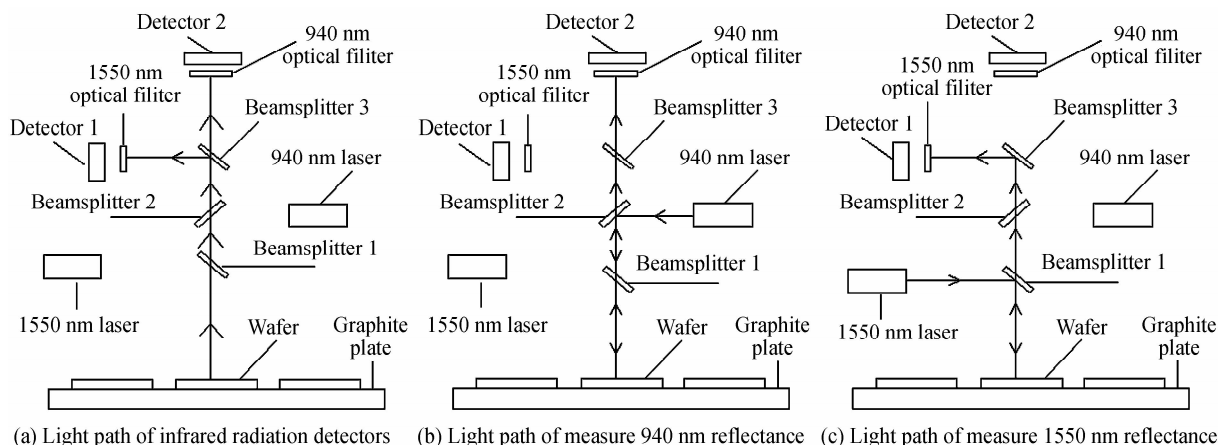 Detector 2
940 nm
optical filiter
1550 nm
optical filitcr
Beamsplitter 3
Detector 1
940 nm laser
Beamsplitter 2
Beamsplitter 1
1550 nm laser
Wafer
Graphite
plate
(a) Light path of infrared radiation detectors
Detector 2
940 nm
optical filiter
1550 nm
optical filitcr
Beamsplitter 3
Detector 1
940 nm laser
Beamsplitter 2
Beamsplitter 1
1550 nm laser
Wafer
Graphite
plate
(b) Light path of measure 940 nm reflectance
Detector 2
940 nm
optical filiter
1550 nm
optical filiter
Beamsplitter 3
Detector 1
940 nm laser
Beamsplitter 2
Beamsplitter 1
1550 nm laser
Wafer
Graphite
plate
(c) Light path of measure 1550 nm reflectance